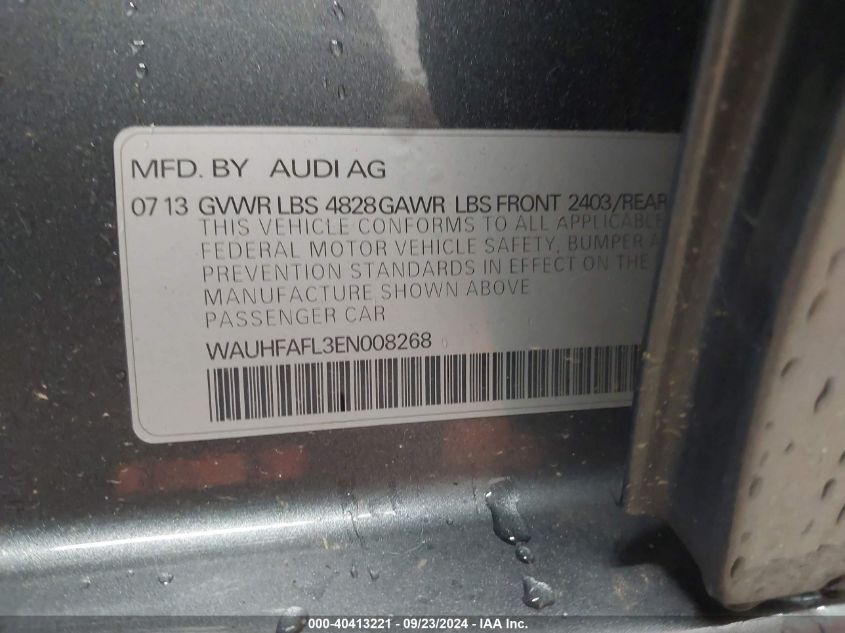 MFD. BY AUDI AG
07 13 GVWR LBS 4828 GAWR LBS FRONT 2403/REAR
THIS VEHICLE CONFORMS TO ALL APPLICABLE
FEDERAL MOTOR VEHICLE SAFETY, BUMPER A
PREVENTION STANDARDS IN EFFECT ON THE
MANUFACTURE SHOWN ABOVE
PASSENGER CAR
WAUHFAFL3EN008268
000-40413221 - 09/23/2024 - IAA Inc.